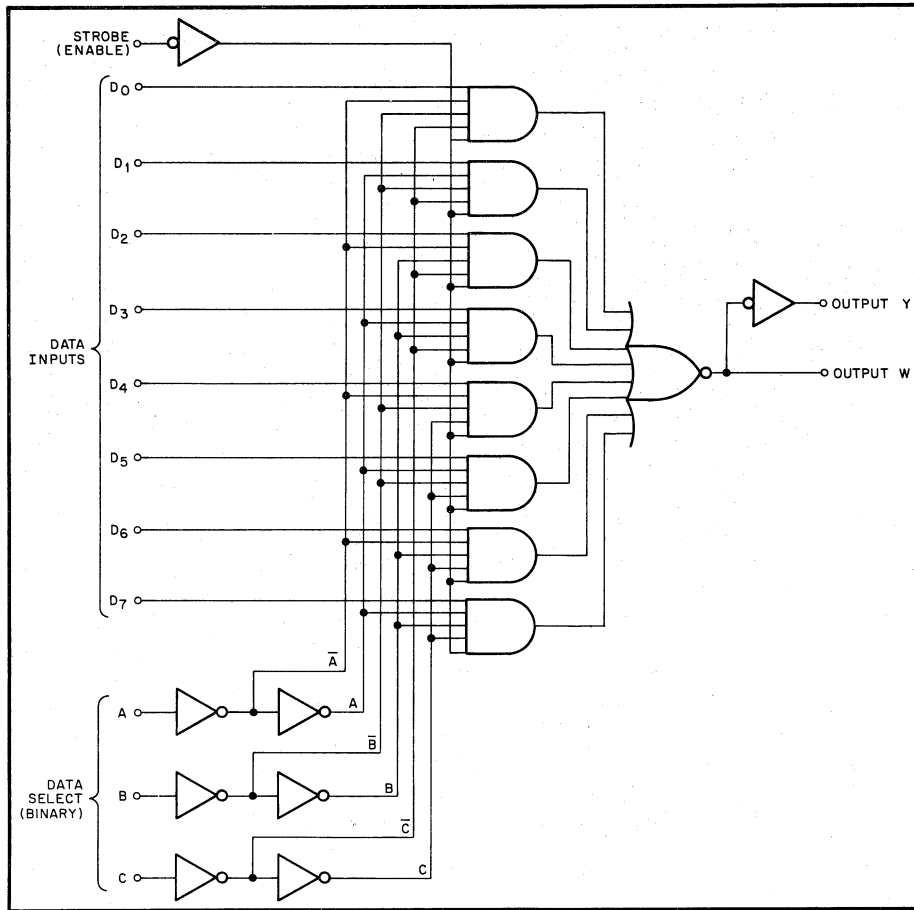 STROBE
(ENABLE)
D0
D1
D2
D3
D4
D5
D6
D7
DATA
INPUTS
OUTPUT Y
OUTPUT W
A̅
A
A
B̅
B
B
C̅
C
C
DATA
SELECT
(BINARY)